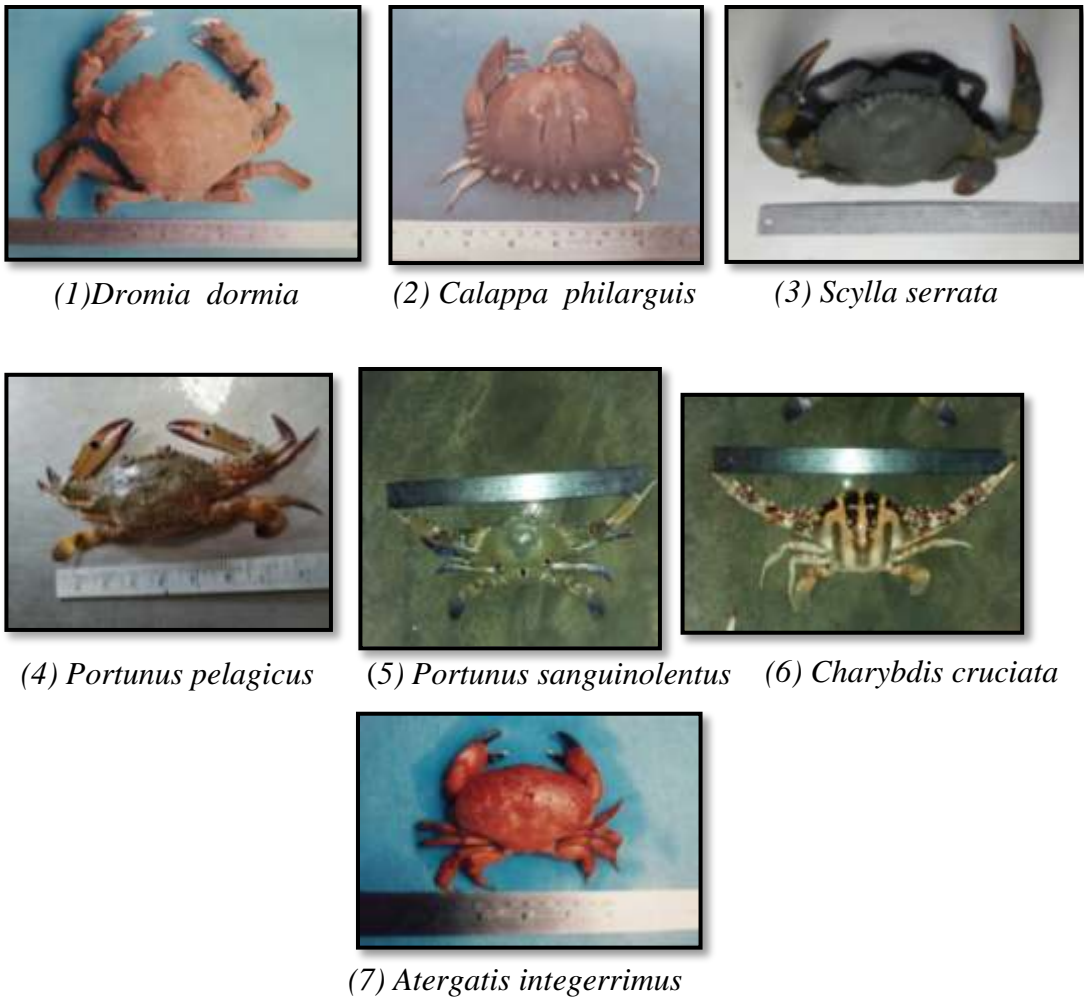 (1)Dromia dormia
(2) Calappa philarguis
(3) Scylla serrata
(4) Portunus pelagicus
(5) Portunus sanguinolentus
(6) Charybdis cruciata
(7) Atergatis integerrimus